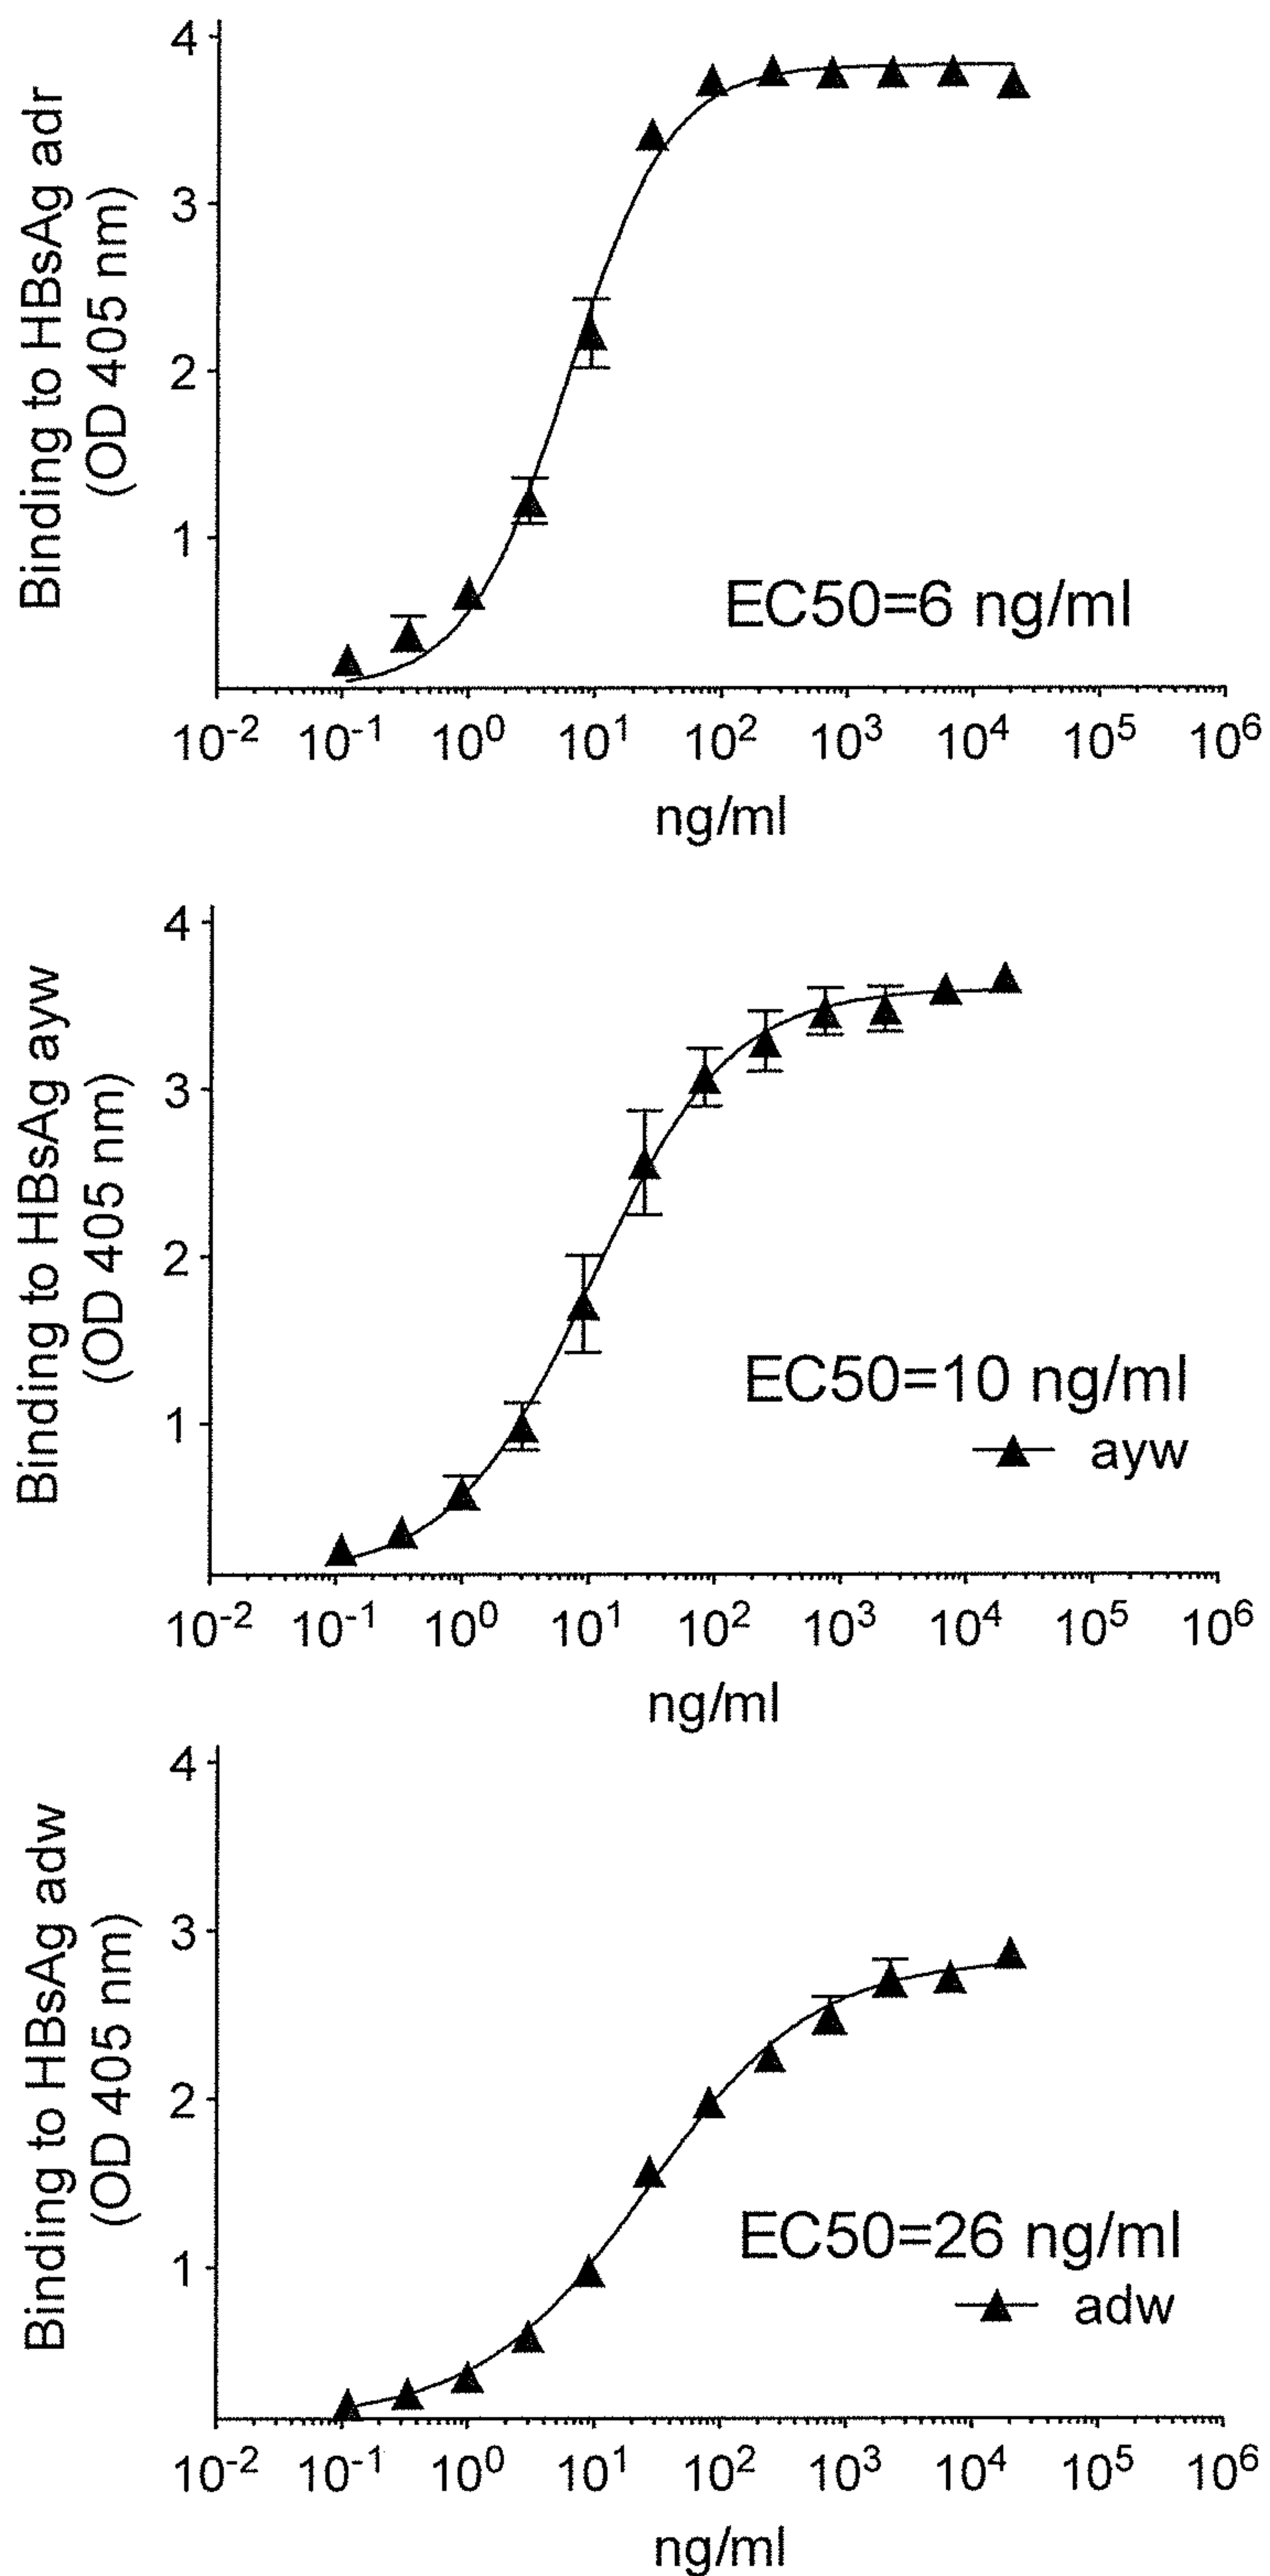 Binding to HBsAg adr
(OD 405 nm)
4
3
2
1
EC50=6 ng/ml
10-2 10-1 100 101 102 103 104 105 106
ng/ml
Binding to HBsAg ayw
(OD 405 nm)
4
3
2
1
EC50=10 ng/ml
ayw
10-2 10-1 100 101 102 103 104 105 106
ng/ml
Binding to HBsAg adw
(OD 405 nm)
4
3
2
1
EC50=26 ng/ml
adw
10-2 10-1 100 101 102 103 104 105 106
ng/ml